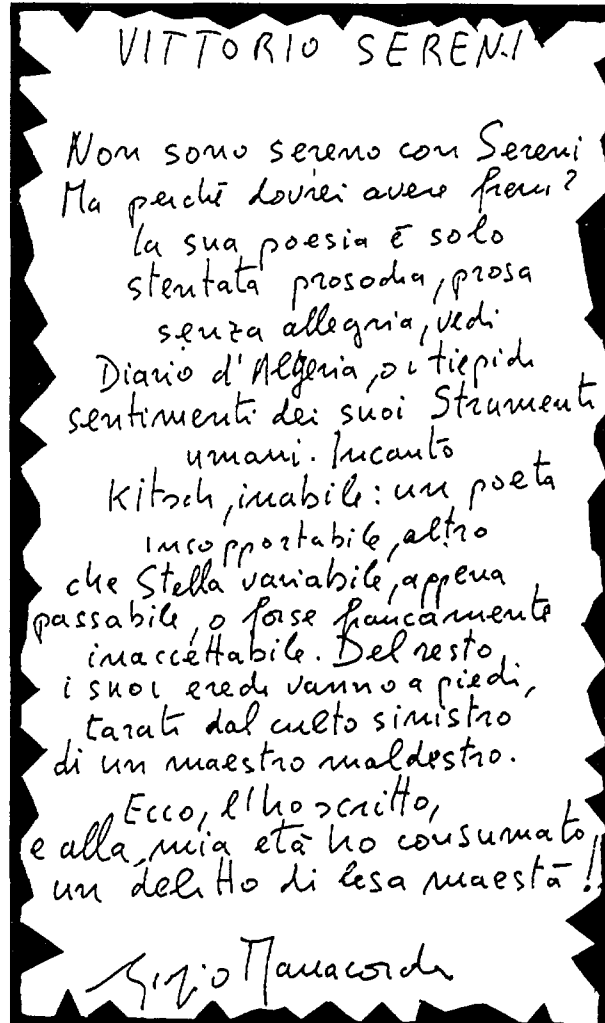 VITTORIO SERENI
Non sono sereno con Sereni
Ma perché dovrei avere freni?
la sua poesia è solo
stentata prosodia, prosa
senza allegria, vedi
Diario d'Algeria, o i tiepidi
sentimenti dei suoi Strumenti
umani. Incanto
Kitsch, inabile: un poeta
insopportabile, altro
che Stella variabile, appena
passabile, o forse francamente
inaccettabile. Del resto,
i suoi eredi vanno a piedi,
tarati dal culto sinistro
di un maestro maldestro.
Ecco, l'ho scritto,
e alla mia età ho consumato
un delitto di lesa maestà!
Giorgio Manacorda